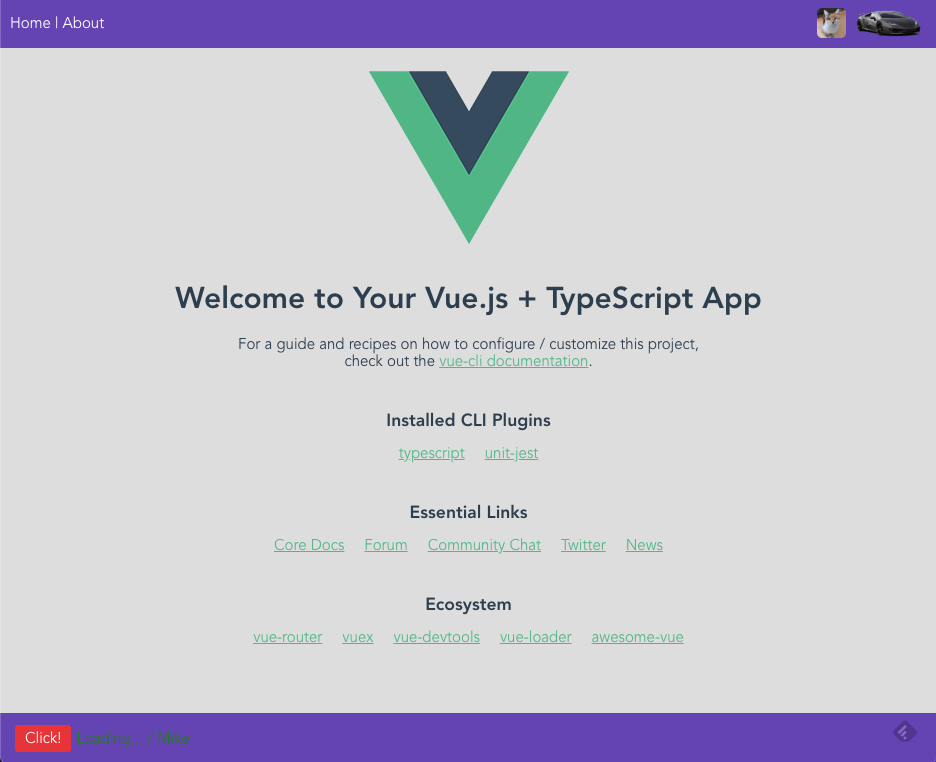 Home | About
Welcome to Your Vue.js + TypeScript App
For a guide and recipes on how to configure / customize this project,
check out the vue-cli documentation.
Installed CLI Plugins
typescript unit-jest
Essential Links
Core Docs Forum Community Chat Twitter News
Ecosystem
vue-router vuex vue-devtools vue-loader awesome-vue
Click! Loading... / Mike